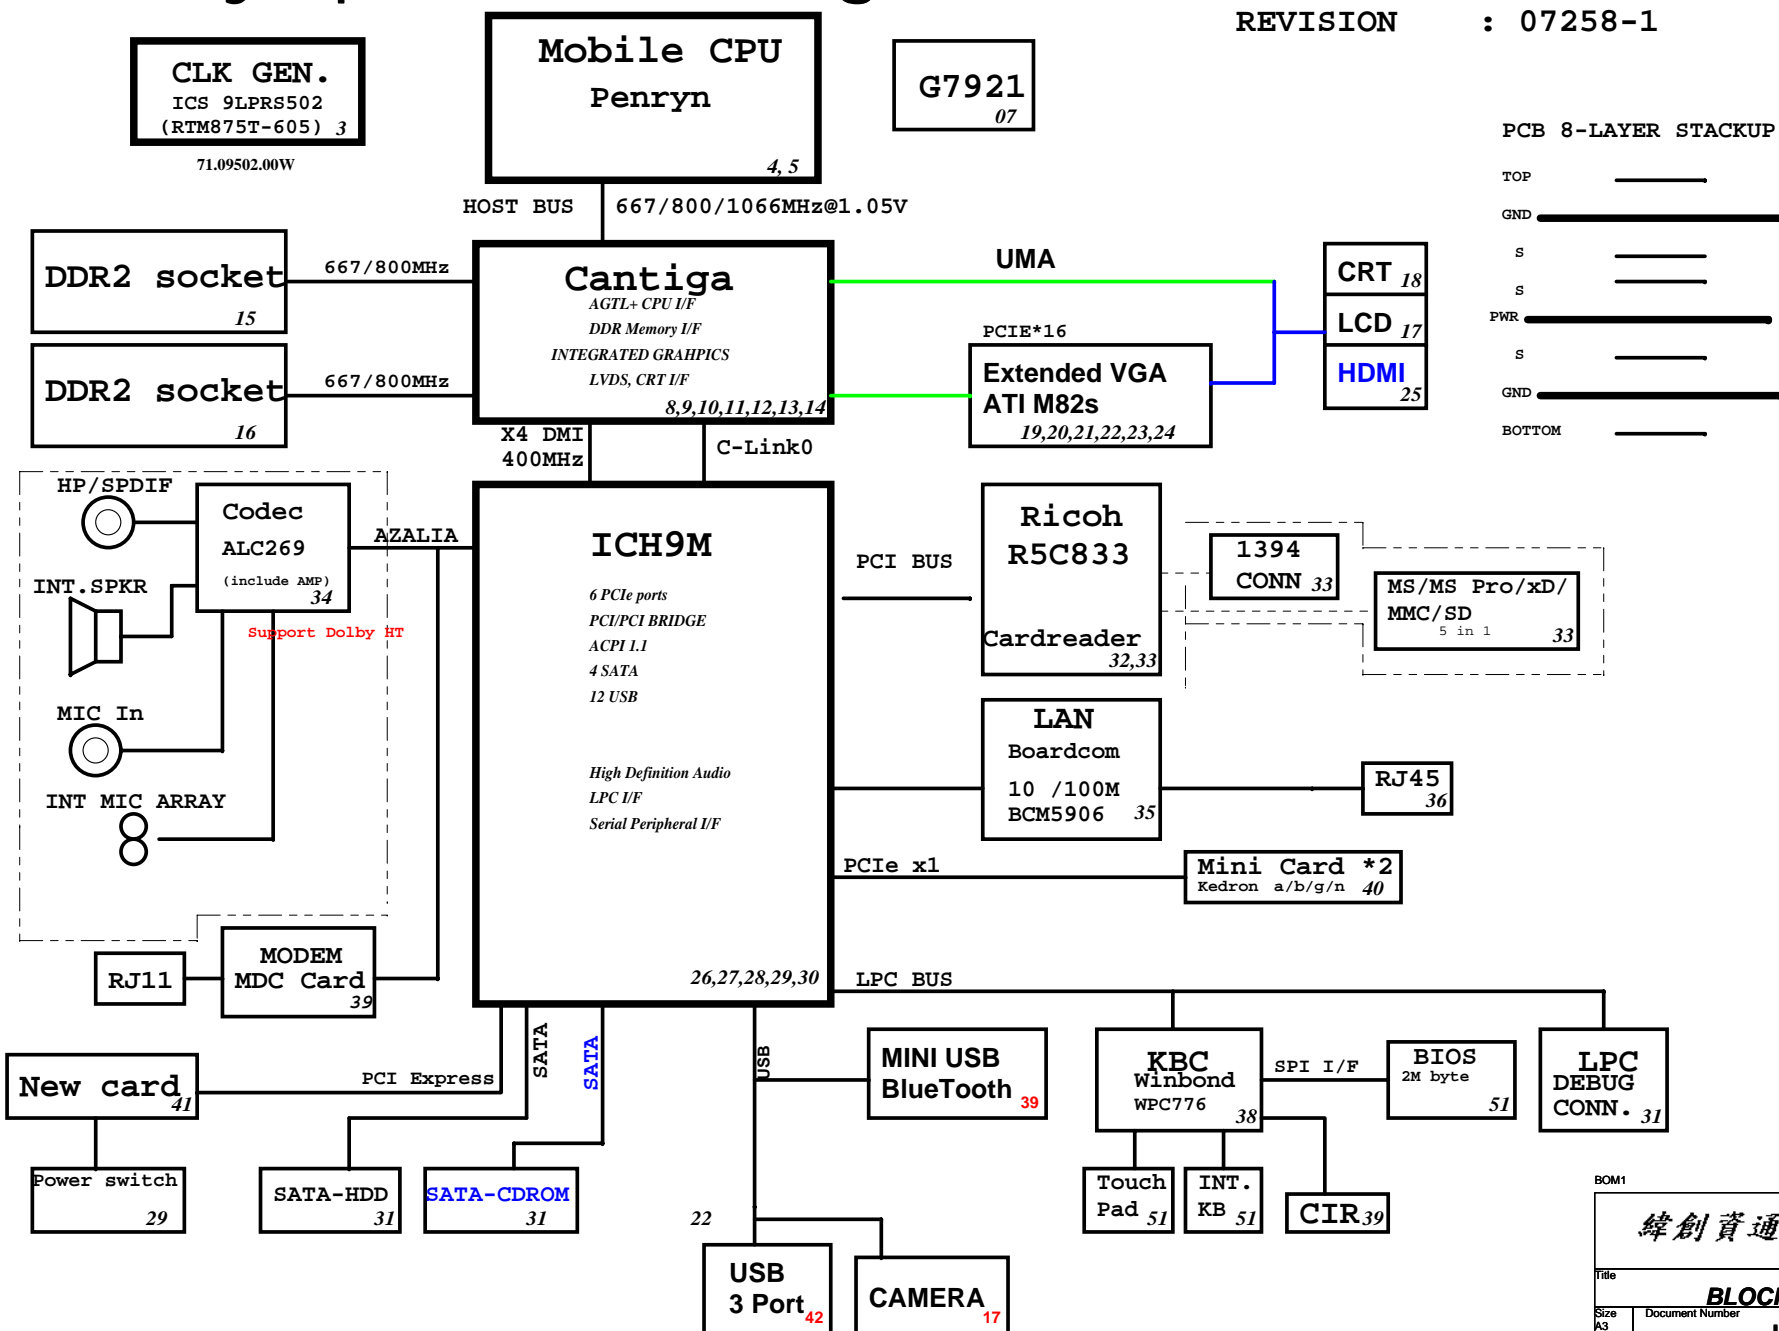 REVISION : 07258-1
CLK GEN.
ICS 9LPRS502
(RTM875T-605) 3
71.09502.00W
Mobile CPU
Penryn
4, 5
G7921
07
PCB 8-LAYER STACKUP
TOP
GND
S
S
PWR
S
GND
BOTTOM
HOST BUS
667/800/1066MHz@1.05V
DDR2 socket
15
667/800MHz
DDR2 socket
16
667/800MHz
Cantiga
AGTL+ CPU I/F
DDR Memory I/F
INTEGRATED GRAHPICS
LVDS, CRT I/F
8,9,10,11,12,13,14
UMA
PCIE*16
Extended VGA
ATI M82s
19,20,21,22,23,24
CRT 18
LCD 17
HDMI
25
X4 DMI
400MHz
C-Link0
HP/SPDIF
Codec
ALC269
(include AMP)
34
AZALIA
INT.SPKR
Support Dolby HT
MIC In
INT MIC ARRAY
ICH9M
6 PCIe ports
PCI/PCI BRIDGE
ACPI 1.1
4 SATA
12 USB
High Definition Audio
LPC I/F
Serial Peripheral I/F
26,27,28,29,30
PCI BUS
Ricoh
R5C833
Cardreader
32,33
1394
CONN 33
MS/MS Pro/xD/
MMC/SD
5 in 1
33
LAN
Boardcom
10 /100M
BCM5906 35
RJ45
36
PCIe x1
Mini Card *2
Kedron a/b/g/n 40
RJ11
MODEM
MDC Card
39
LPC BUS
New card
41
PCI Express
SATA
SATA
USB
MINI USB
BlueTooth 39
KBC
Winbond
WPC776
38
SPI I/F
BIOS
2M byte
51
LPC
DEBUG
CONN. 31
Power switch
29
SATA-HDD
31
SATA-CDROM
31
22
Touch
Pad 51
INT.
KB 51
CIR 39
USB
3 Port 42
CAMERA 17
BOM1
緯創資通
Title
Size
A3
Document Number